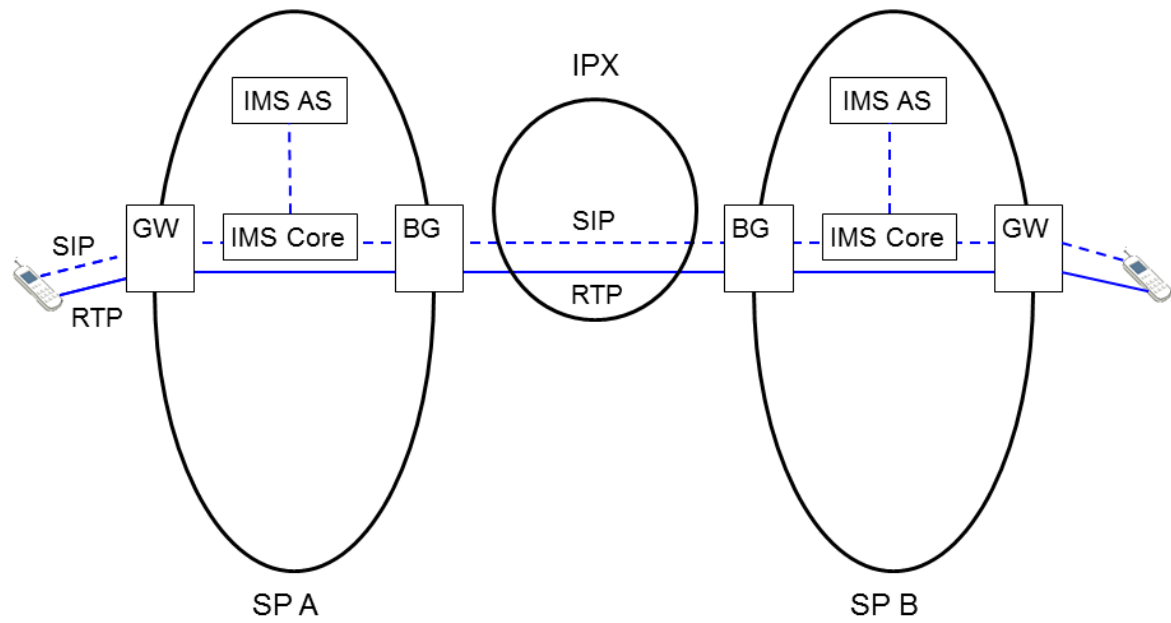 IPX
IMS AS
IMS AS
GW
IMS Core
BG
SIP
BG
IMS Core
GW
SIP
RTP
RTP
SP A
SP B